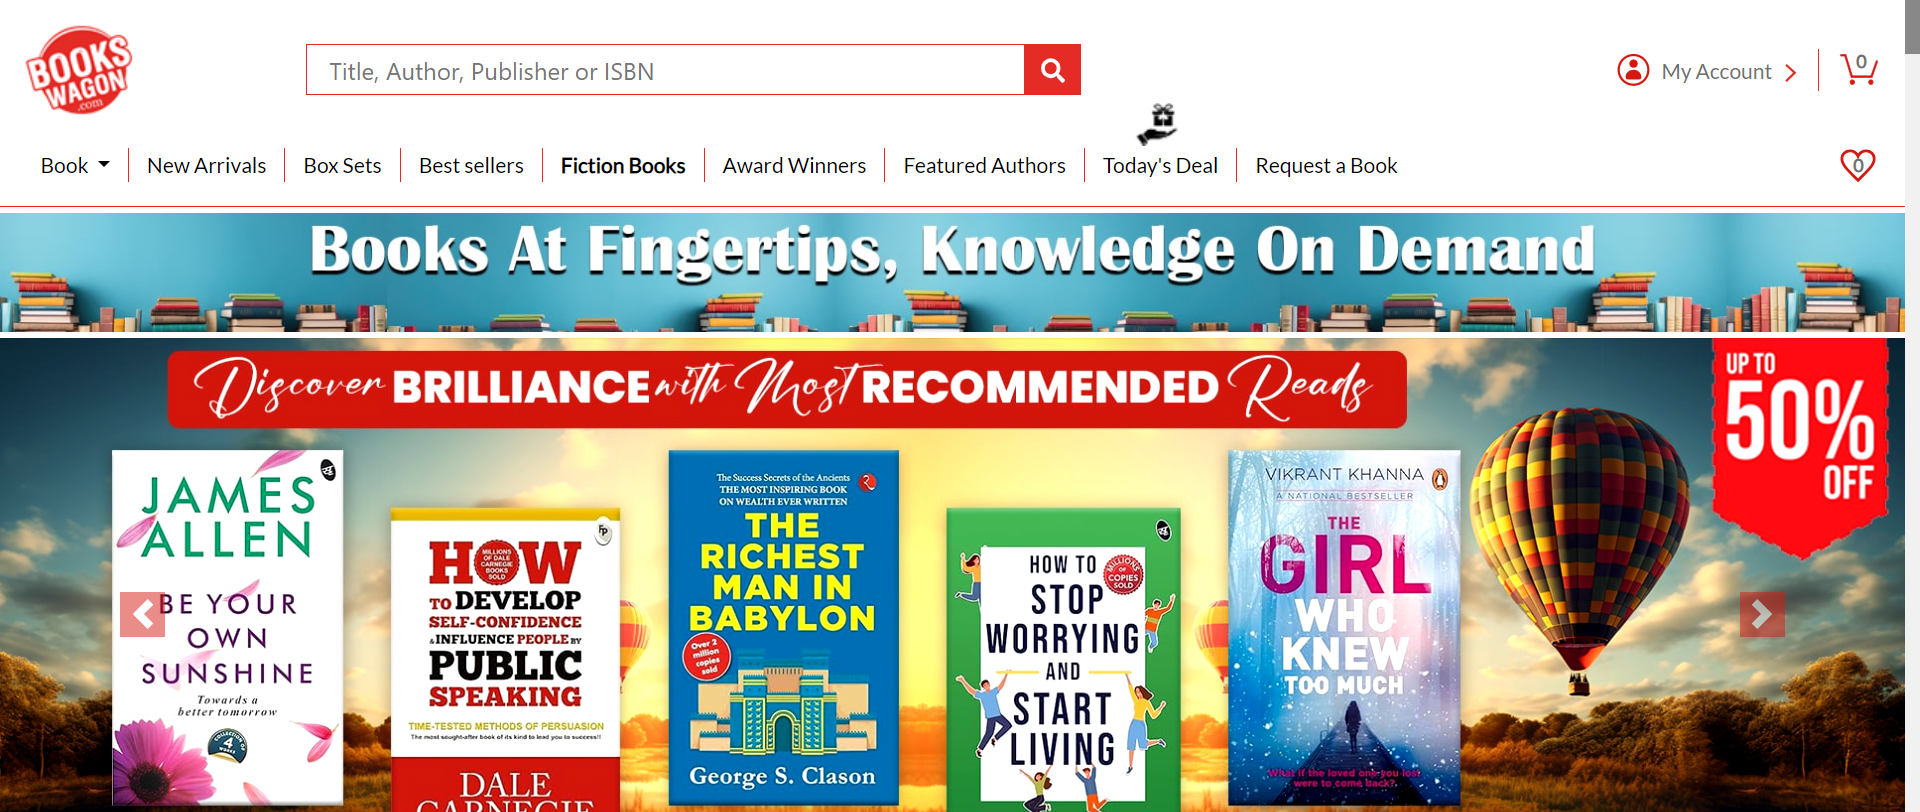 BOOKS
WAGON
.com
Title, Author, Publisher or ISBN
My Account
0
Book
New Arrivals
Box Sets
Best sellers
Fiction Books
Award Winners
Featured Authors
Today's Deal
Request a Book
0
Books At Fingertips, Knowledge On Demand
Discover BRILLIANCE with Most RECOMMENDED Reads
UP TO
50%
OFF
JAMES
ALLEN
BE YOUR
OWN
SUNSHINE
Towards a
better tomorrow
COLLECTION OF
4
WORKS
FP
HOW
MILLIONS
OF DALE
CARNEGIE
BOOKS
SOLD
TO DEVELOP
SELF-CONFIDENCE
& INFLUENCE PEOPLE BY
PUBLIC
SPEAKING
TIME-TESTED METHODS OF PERSUASION
The most sought-after book of its kind to lead you to success!!
DALE
CARNEGIE
The Success Secrets of the Ancients
THE MOST INSPIRING BOOK
ON WEALTH EVER WRITTEN
THE
RICHEST
MAN IN
BABYLON
Over 2
million
copies
sold
George S. Clason
HOW TO
STOP
WORRYING
AND
START
LIVING
MILLIONS
OF
COPIES
SOLD
VIKRANT KHANNA
A NATIONAL BESTSELLER
THE
GIRL
WHO
KNEW
TOO MUCH
What if the loved one you lost
were to come back?